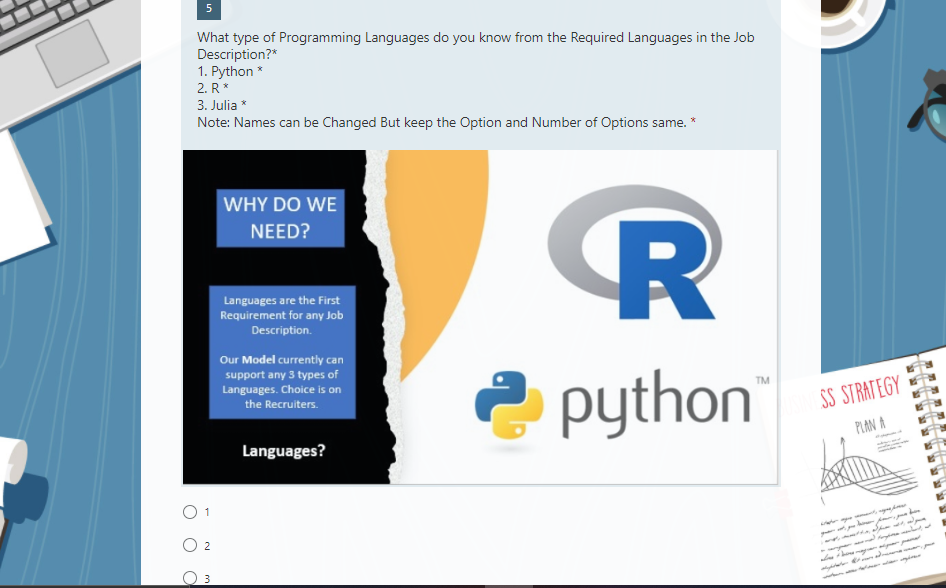 5
What type of Programming Languages do you know from the Required Languages in the Job
Description?*
1. Python *
2. R *
3. Julia *
Note: Names can be Changed But keep the Option and Number of Options same. *
WHY DO WE
NEED?
Languages are the First
Requirement for any Job
Description.
Our Model currently can
support any 3 types of
Languages. Choice is on
the Recruiters.
Languages?
R
python TM
1
2
3
SS STRATEGY
PLAN A